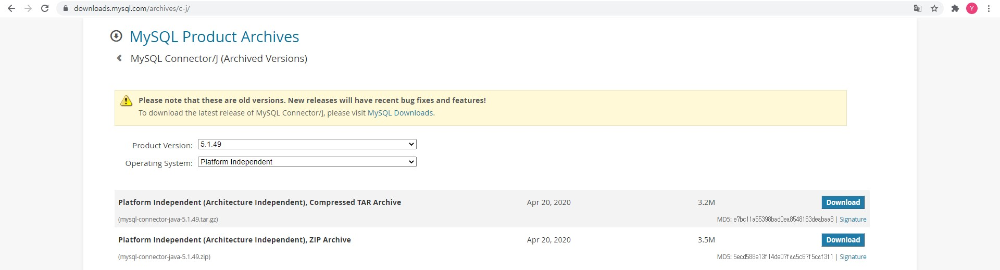 downloads.mysql.com/archives/c-j/
Y
MySQL Product Archives
MySQL Connector/J (Archived Versions)
Please note that these are old versions. New releases will have recent bug fixes and features!
To download the latest release of MySQL Connector/J, please visit MySQL Downloads.
Product Version: 5.1.49
Operating System: Platform Independent
Platform Independent (Architecture Independent), Compressed TAR Archive Apr 20, 2020 3.2M Download
(mysql-connector-java-5.1.49.tar.gz) MD5: e7bc11a55398bad0ea8548163deabaa8 | Signature
Platform Independent (Architecture Independent), ZIP Archive Apr 20, 2020 3.5M Download
(mysql-connector-java-5.1.49.zip) MD5: 5ecd588e13f14de07faa5c67f5caf3f1 | Signature